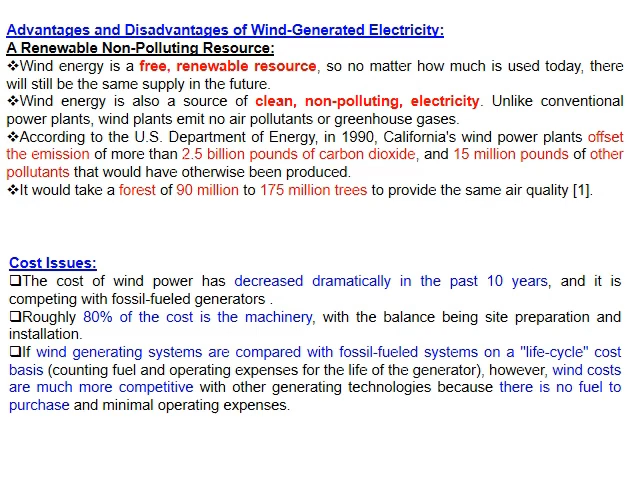 Advantages and Disadvantages of Wind-Generated Electricity:
A Renewable Non-Polluting Resource:
❖Wind energy is a free, renewable resource, so no matter how much is used today, there
will still be the same supply in the future.
❖Wind energy is also a source of clean, non-polluting, electricity. Unlike conventional
power plants, wind plants emit no air pollutants or greenhouse gases.
❖According to the U.S. Department of Energy, in 1990, California's wind power plants offset
the emission of more than 2.5 billion pounds of carbon dioxide, and 15 million pounds of other
pollutants that would have otherwise been produced.
❖It would take a forest of 90 million to 175 million trees to provide the same air quality [1].
Cost Issues:
❑The cost of wind power has decreased dramatically in the past 10 years, and it is
competing with fossil-fueled generators .
❑Roughly 80% of the cost is the machinery, with the balance being site preparation and
installation.
❑If wind generating systems are compared with fossil-fueled systems on a "life-cycle" cost
basis (counting fuel and operating expenses for the life of the generator), however, wind costs
are much more competitive with other generating technologies because there is no fuel to
purchase and minimal operating expenses.